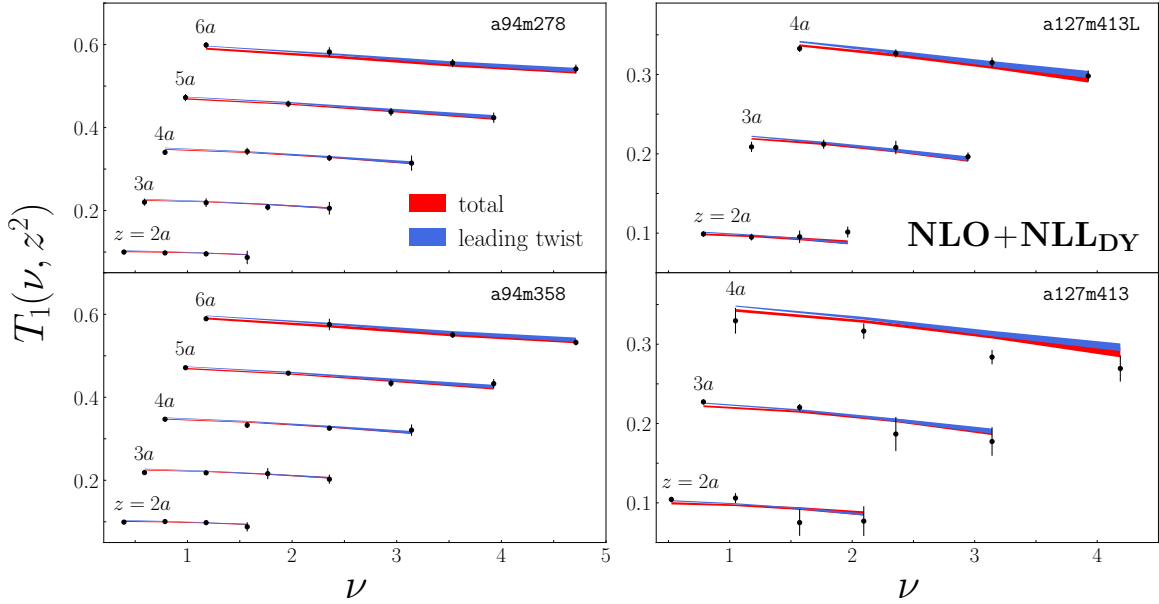 T₁(ν, z²)
a94m278
6a
5a
4a
3a
z = 2a
total
leading twist
0.6
0.4
0.2
a127m413L
4a
3a
z = 2a
NLO+NLL_DY
0.3
0.2
0.1
a94m358
6a
5a
4a
3a
z = 2a
0.6
0.4
0.2
1 2 3 4 5
ν
a127m413
4a
3a
z = 2a
0.3
0.2
0.1
1 2 3 4
ν